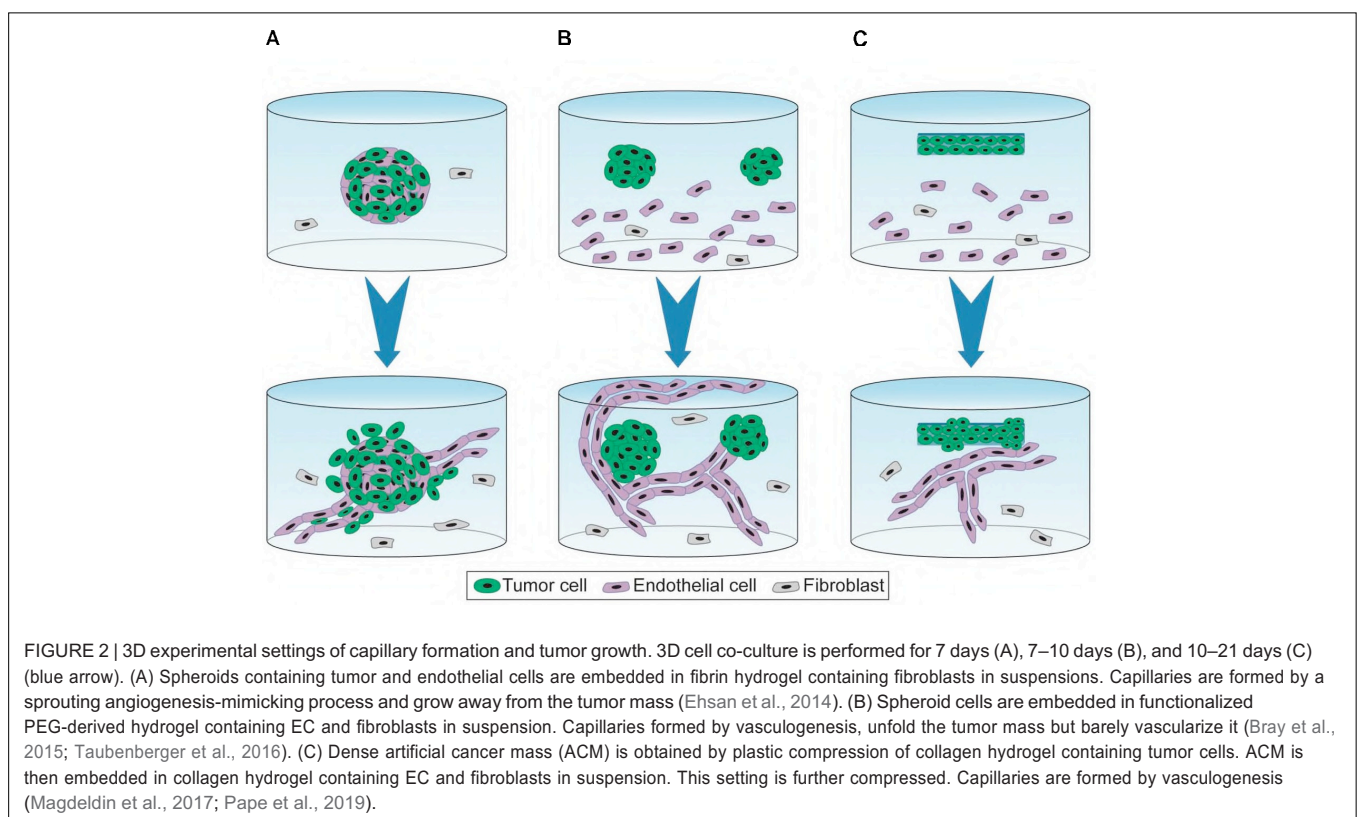 A
B
C
Tumor cell Endothelial cell Fibroblast
FIGURE 2 | 3D experimental settings of capillary formation and tumor growth. 3D cell co-culture is performed for 7 days (A), 7–10 days (B), and 10–21 days (C)
(blue arrow). (A) Spheroids containing tumor and endothelial cells are embedded in fibrin hydrogel containing fibroblasts in suspensions. Capillaries are formed by a
sprouting angiogenesis-mimicking process and grow away from the tumor mass (Ehsan et al., 2014). (B) Spheroid cells are embedded in functionalized
PEG-derived hydrogel containing EC and fibroblasts in suspension. Capillaries formed by vasculogenesis, unfold the tumor mass but barely vascularize it (Bray et al.,
2015; Taubenberger et al., 2016). (C) Dense artificial cancer mass (ACM) is obtained by plastic compression of collagen hydrogel containing tumor cells. ACM is
then embedded in collagen hydrogel containing EC and fibroblasts in suspension. This setting is further compressed. Capillaries are formed by vasculogenesis
(Magdeldin et al., 2017; Pape et al., 2019).